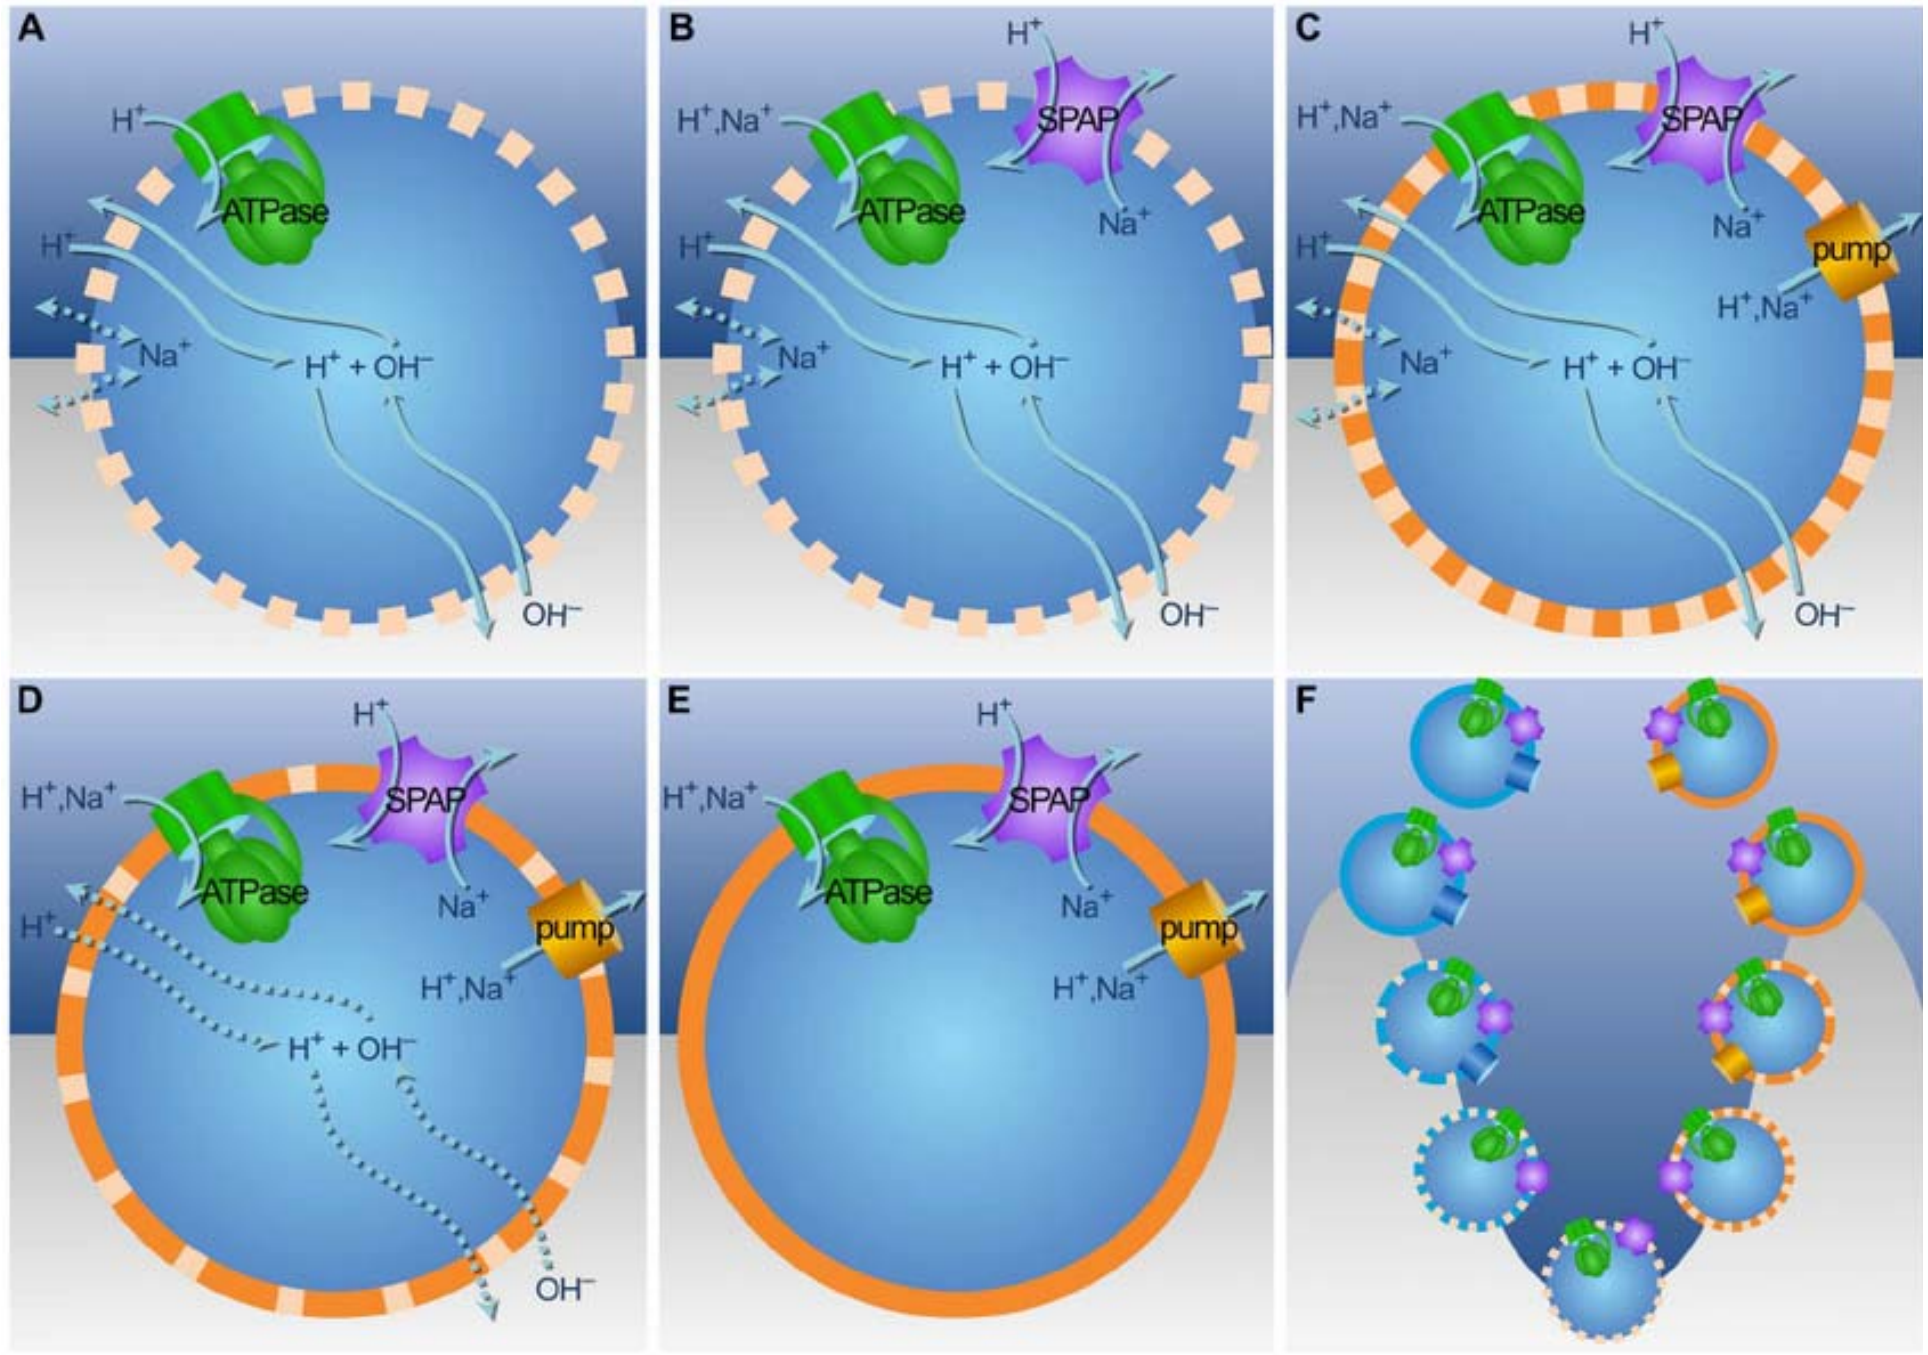 A
H⁺
ATPase
H⁺
Na⁺
H⁺ + OH⁻
OH⁻
B
H⁺
H⁺,Na⁺
SPAP
ATPase
Na⁺
H⁺
Na⁺
H⁺ + OH⁻
OH⁻
C
H⁺
H⁺,Na⁺
SPAP
ATPase
Na⁺
H⁺
pump
H⁺,Na⁺
Na⁺
H⁺ + OH⁻
OH⁻
D
H⁺
H⁺,Na⁺
SPAP
ATPase
Na⁺
H⁺
pump
H⁺,Na⁺
H⁺ + OH⁻
OH⁻
E
H⁺
H⁺,Na⁺
SPAP
ATPase
Na⁺
pump
H⁺,Na⁺
F